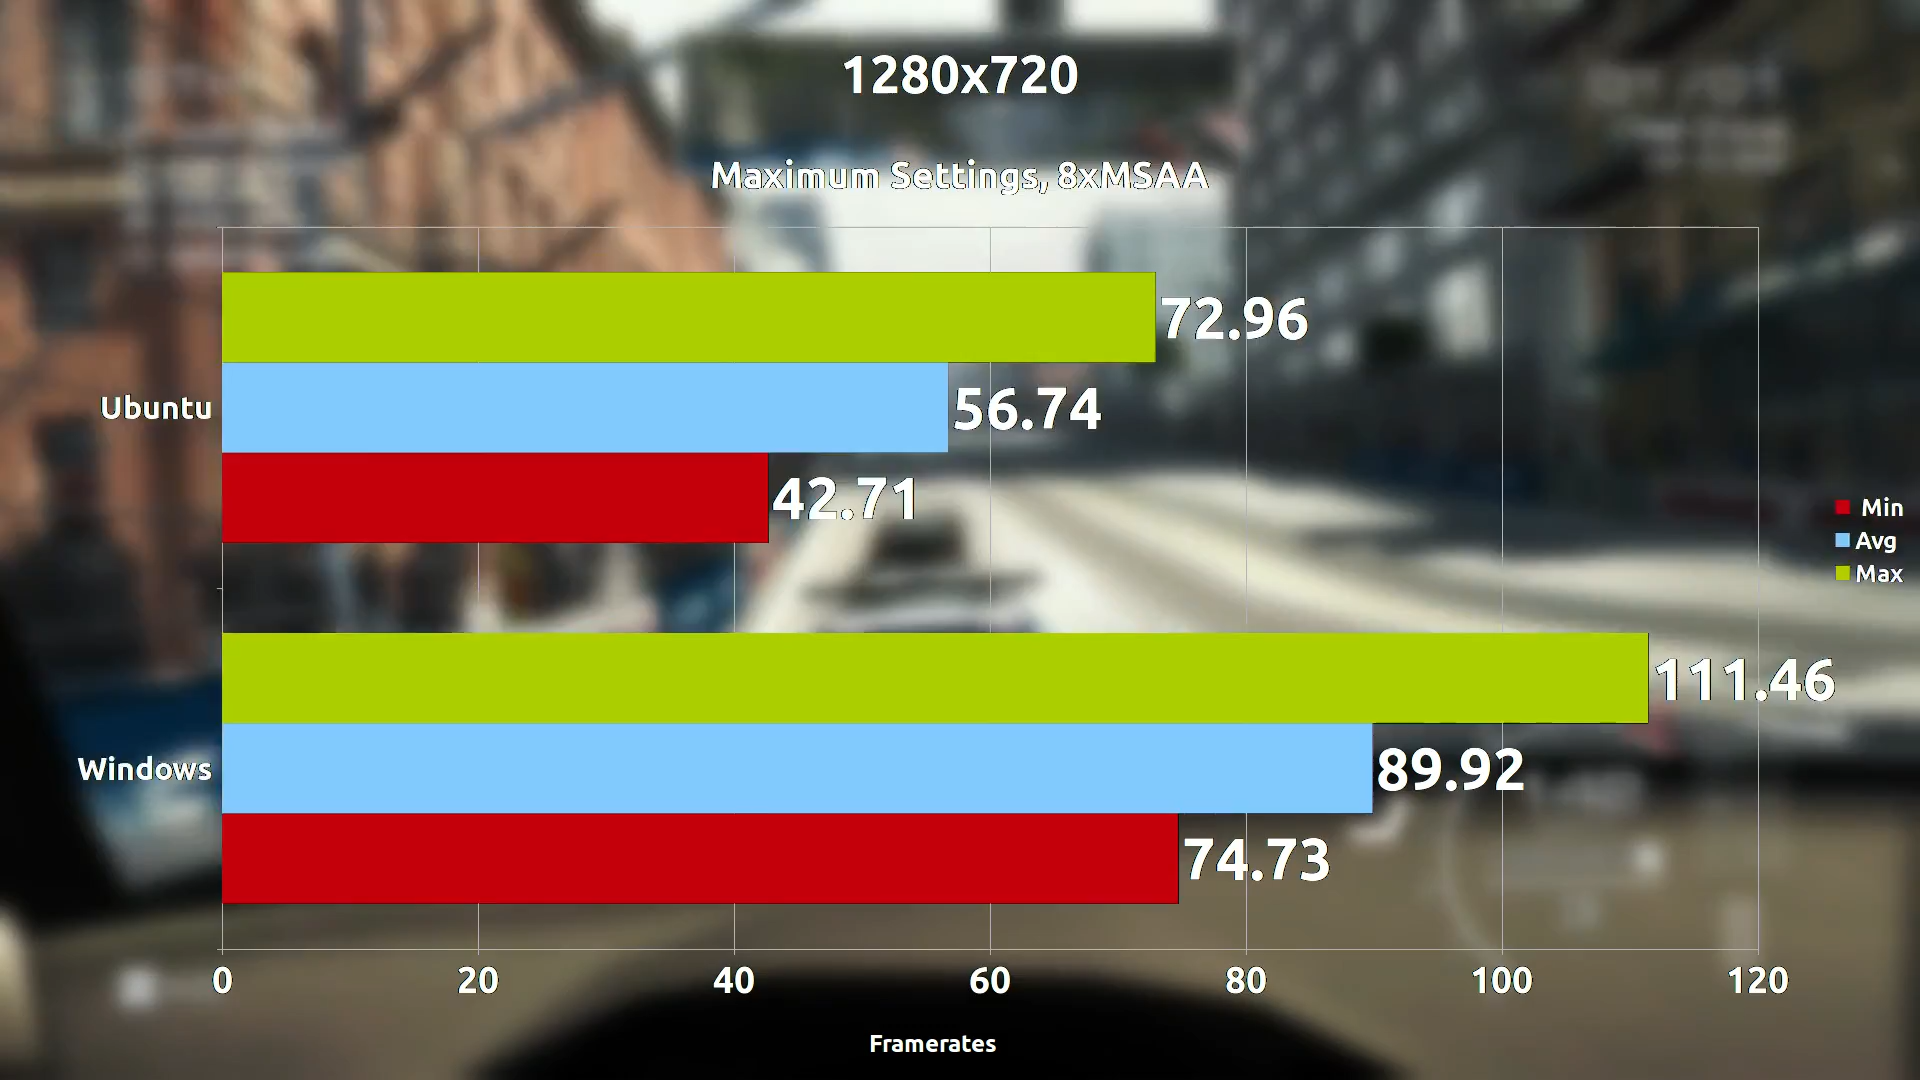 1280x720
Maximum Settings, 8xMSAA
Ubuntu
72.96
56.74
42.71
Windows
111.46
89.92
74.73
Min
Avg
Max
0 20 40 60 80 100 120
Framerates